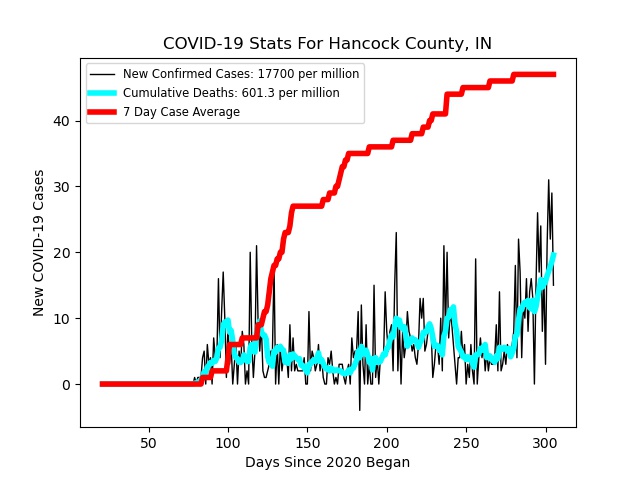 COVID-19 Stats For Hancock County, IN
New Confirmed Cases: 17700 per million
Cumulative Deaths: 601.3 per million
7 Day Case Average
New COVID-19 Cases
40
30
20
10
0
50 100 150 200 250 300
Days Since 2020 Began